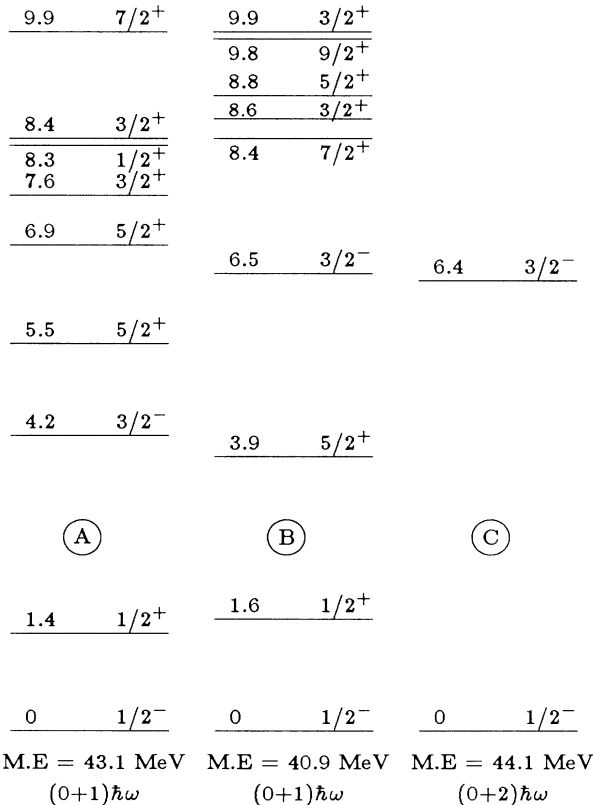 9.9 7/2+
8.4 3/2+
8.3 1/2+
7.6 3/2+
6.9 5/2+
5.5 5/2+
4.2 3/2−
A
1.4 1/2+
0 1/2−
M.E = 43.1 MeV
(0+1)ℏω
9.9 3/2+
9.8 9/2+
8.8 5/2+
8.6 3/2+
8.4 7/2+
6.5 3/2−
3.9 5/2+
B
1.6 1/2+
0 1/2−
M.E = 40.9 MeV
(0+1)ℏω
6.4 3/2−
C
0 1/2−
M.E = 44.1 MeV
(0+2)ℏω